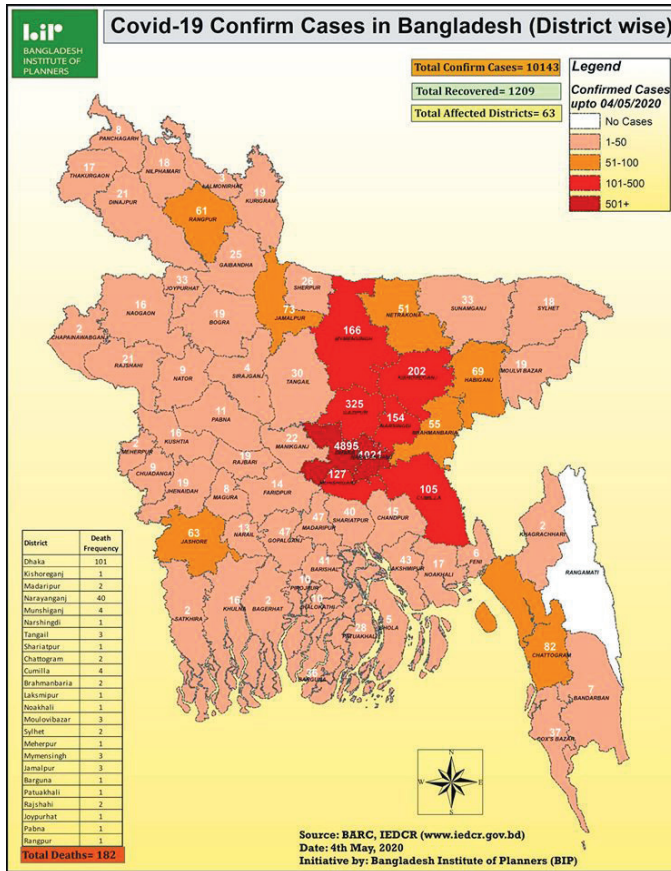 bip
BANGLADESH
INSTITUTE OF
PLANNERS
Covid-19 Confirm Cases in Bangladesh (District wise)
Total Confirm Cases= 10143
Total Recovered= 1209
Total Affected Districts= 63
Legend
Confirmed Cases
upto 04/05/2020
No Cases
1-50
51-100
101-500
501+
8
PANCHAGARH
17
THAKURGAON
18
NILPHAMARI
3
LALMONIRHAT
21
DINAJPUR
61
RANGPUR
19
KURIGRAM
25
GAIBANDHA
33
JOYPURHAT
26
SHERPUR
73
JAMALPUR
51
NETRAKONA
33
SUNAMGANJ
18
SYLHET
16
NAOGAON
19
BOGRA
166
2
CHAPAINAWABGANJ
21
RAJSHAHI
9
NATOR
4
SIRAJGANJ
30
TANGAIL
202
69
HABIGANJ
19
MOULVI BAZAR
325
GAZIPUR
154
NARSINGDI
55
BRAHMANBARIA
11
PABNA
22
MANIKGANJ
4895
1021
127
105
CUMILLA
2
MEHERPUR
16
KUSHTIA
9
CHUADANGA
19
RAJBARI
19
JHENAIDAH
8
MAGURA
14
FARIDPUR
63
JASHORE
13
NARAIL
47
GOPALGANJ
47
MADARIPUR
40
SHARIATPUR
15
CHANDPUR
2
KHAGRACHHARI
RANGAMATI
6
FENI
43
LAKSHMIPUR
17
NOAKHALI
41
BARISHAL
10
PIROJPUR
10
JHALOKATHI
2
SATKHIRA
16
KHULNA
2
BAGERHAT
28
PATUAKHALI
5
BHOLA
BARGUNA
82
CHATTOGRAM
7
BANDARBAN
37
COX'S BAZAR
District Death Frequency
Dhaka 101
Kishoreganj 1
Madaripur 2
Narayanganj 40
Munshiganj 4
Narshingdi 1
Tangail 3
Shariatpur 1
Chattogram 2
Cumilla 4
Brahmanbaria 2
Laksmipur 1
Noakhali 1
Moulovibazar 3
Sylhet 2
Meherpur 1
Mymensingh 3
Jamalpur 3
Barguna 1
Patuakhali 1
Rajshahi 2
Joypurhat 1
Pabna 1
Rangpur 1
Total Deaths= 182
N
W E
S
Source: BARC, IEDCR (www.iedcr.gov.bd)
Date: 4th May, 2020
Initiative by: Bangladesh Institute of Planners (BIP)